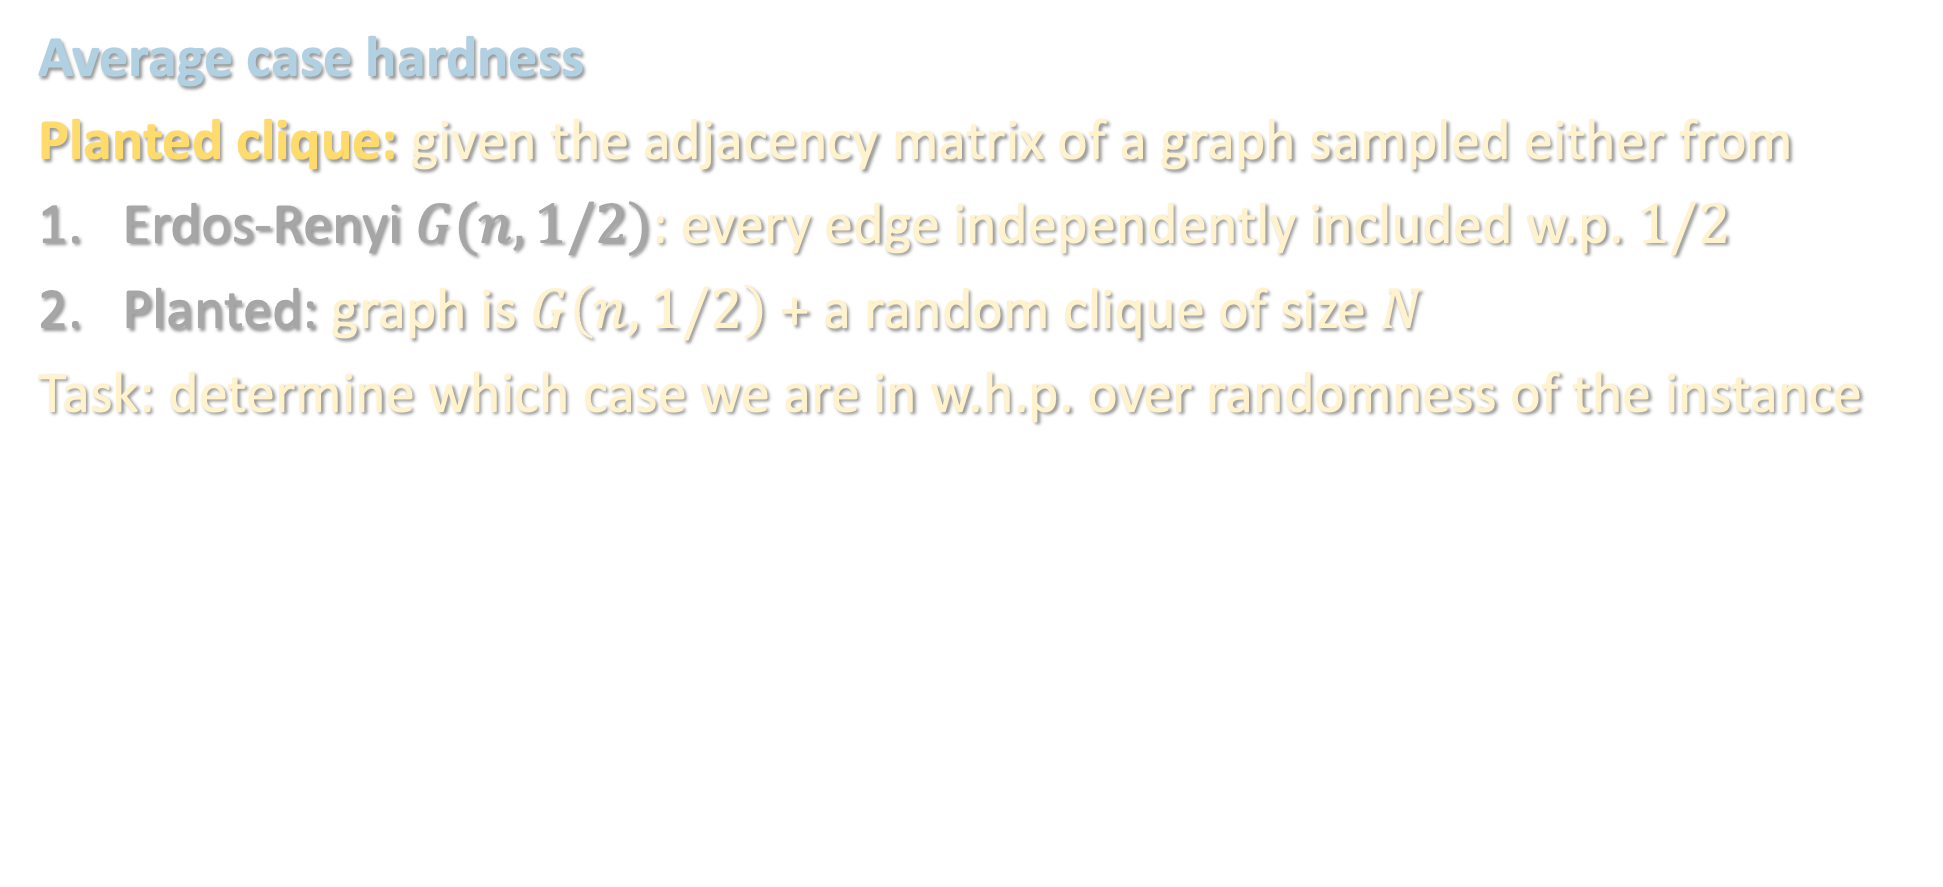 Average case hardness
Planted clique: given the adjacency matrix of a graph sampled either from
1. Erdos-Renyi G(n, 1/2): every edge independently included w.p. 1/2
2. Planted: graph is G(n, 1/2) + a random clique of size N
Task: determine which case we are in w.h.p. over randomness of the instance